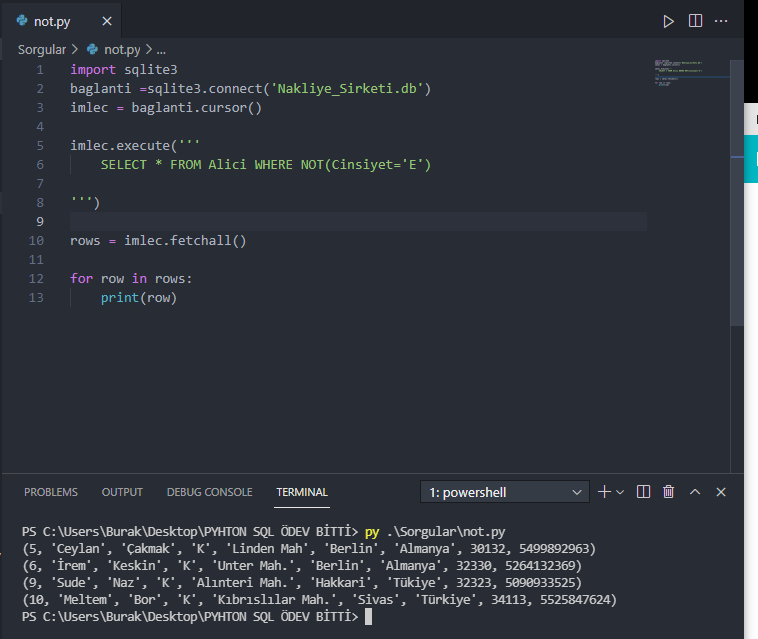 not.py
Sorgular > not.py > ...
1 import sqlite3
2 baglanti =sqlite3.connect('Nakliye_Sirketi.db')
3 imlec = baglanti.cursor()
4
5 imlec.execute('''
6 SELECT * FROM Alici WHERE NOT(Cinsiyet='E')
7
8 ''')
9
10 rows = imlec.fetchall()
11
12 for row in rows:
13 print(row)
PROBLEMS OUTPUT DEBUG CONSOLE TERMINAL 1: powershell
PS C:\Users\Burak\Desktop\PYHTON SQL ÖDEV BİTTİ> py .\Sorgular\not.py
(5, 'Ceylan', 'Çakmak', 'K', 'Linden Mah', 'Berlin', 'Almanya', 30132, 5499892963)
(6, 'İrem', 'Keskin', 'K', 'Unter Mah.', 'Berlin', 'Almanya', 32330, 5264132369)
(9, 'Sude', 'Naz', 'K', 'Alınteri Mah.', 'Hakkari', 'Tükiye', 32323, 5090933525)
(10, 'Meltem', 'Bor', 'K', 'Kıbrıslılar Mah.', 'Sivas', 'Türkiye', 34113, 5525847624)
PS C:\Users\Burak\Desktop\PYHTON SQL ÖDEV BİTTİ>